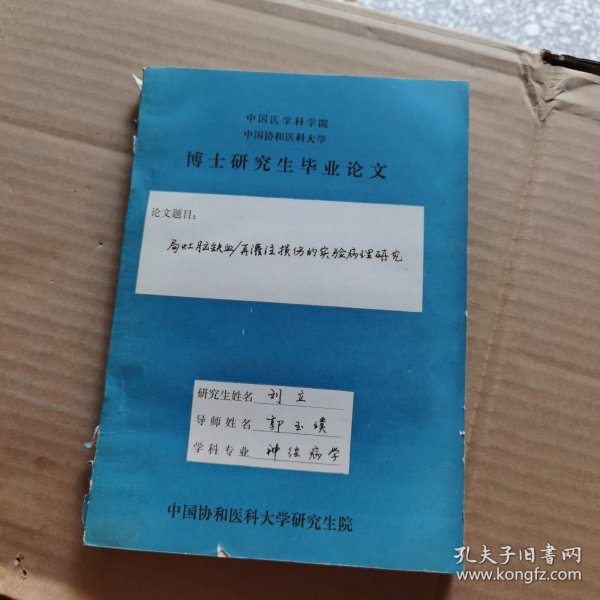 中国医学科学院
中国协和医科大学
博士研究生毕业论文
论文题目：
局灶脑缺血/再灌注损伤的实验病理研究
研究生姓名 刘立
导师姓名 郭玉璞
学科专业 神经病学
中国协和医科大学研究生院
孔夫子旧书网
www.kongfz.com